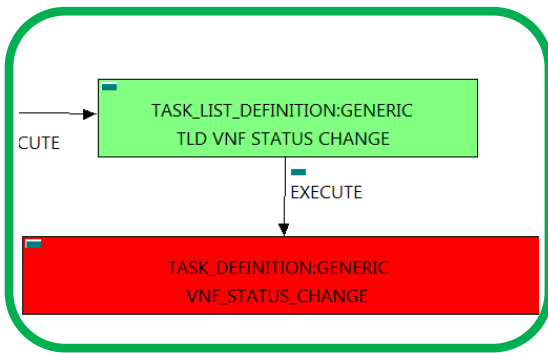 TASK_LIST_DEFINITION:GENERIC
TLD VNF STATUS CHANGE
CUTE
EXECUTE
TASK_DEFINITION:GENERIC
VNF_STATUS_CHANGE